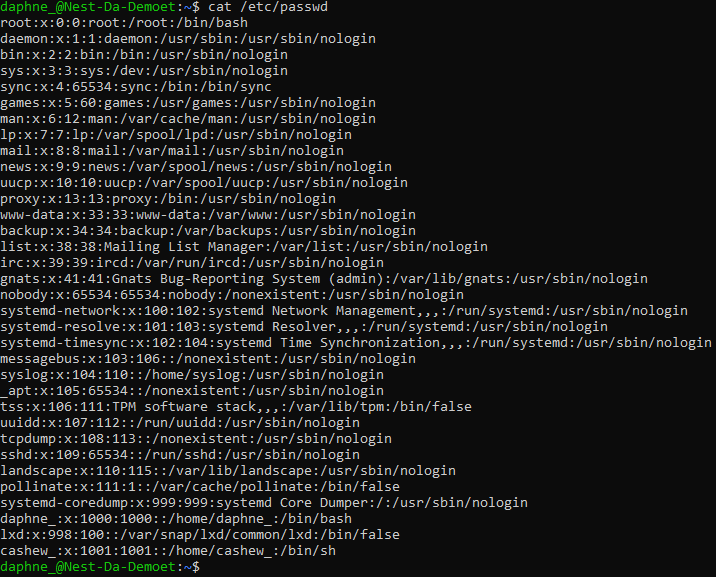 daphne_@Nest-Da-Demoet:~$ cat /etc/passwd
root:x:0:0:root:/root:/bin/bash
daemon:x:1:1:daemon:/usr/sbin:/usr/sbin/nologin
bin:x:2:2:bin:/bin:/usr/sbin/nologin
sys:x:3:3:sys:/dev:/usr/sbin/nologin
sync:x:4:65534:sync:/bin:/bin/sync
games:x:5:60:games:/usr/games:/usr/sbin/nologin
man:x:6:12:man:/var/cache/man:/usr/sbin/nologin
lp:x:7:7:lp:/var/spool/lpd:/usr/sbin/nologin
mail:x:8:8:mail:/var/mail:/usr/sbin/nologin
news:x:9:9:news:/var/spool/news:/usr/sbin/nologin
uucp:x:10:10:uucp:/var/spool/uucp:/usr/sbin/nologin
proxy:x:13:13:proxy:/bin:/usr/sbin/nologin
www-data:x:33:33:www-data:/var/www:/usr/sbin/nologin
backup:x:34:34:backup:/var/backups:/usr/sbin/nologin
list:x:38:38:Mailing List Manager:/var/list:/usr/sbin/nologin
irc:x:39:39:ircd:/var/run/ircd:/usr/sbin/nologin
gnats:x:41:41:Gnats Bug-Reporting System (admin):/var/lib/gnats:/usr/sbin/nologin
nobody:x:65534:65534:nobody:/nonexistent:/usr/sbin/nologin
systemd-network:x:100:102:systemd Network Management,,,:/run/systemd:/usr/sbin/nologin
systemd-resolve:x:101:103:systemd Resolver,,,:/run/systemd:/usr/sbin/nologin
systemd-timesync:x:102:104:systemd Time Synchronization,,,:/run/systemd:/usr/sbin/nologin
messagebus:x:103:106::/nonexistent:/usr/sbin/nologin
syslog:x:104:110::/home/syslog:/usr/sbin/nologin
_apt:x:105:65534::/nonexistent:/usr/sbin/nologin
tss:x:106:111:TPM software stack,,,:/var/lib/tpm:/bin/false
uuidd:x:107:112::/run/uuidd:/usr/sbin/nologin
tcpdump:x:108:113::/nonexistent:/usr/sbin/nologin
sshd:x:109:65534::/run/sshd:/usr/sbin/nologin
landscape:x:110:115::/var/lib/landscape:/usr/sbin/nologin
pollinate:x:111:1::/var/cache/pollinate:/bin/false
systemd-coredump:x:999:999:systemd Core Dumper:/:/usr/sbin/nologin
daphne_:x:1000:1000::/home/daphne_:/bin/bash
lxd:x:998:100::/var/snap/lxd/common/lxd:/bin/false
cashew_:x:1001:1001::/home/cashew_:/bin/sh
daphne_@Nest-Da-Demoet:~$